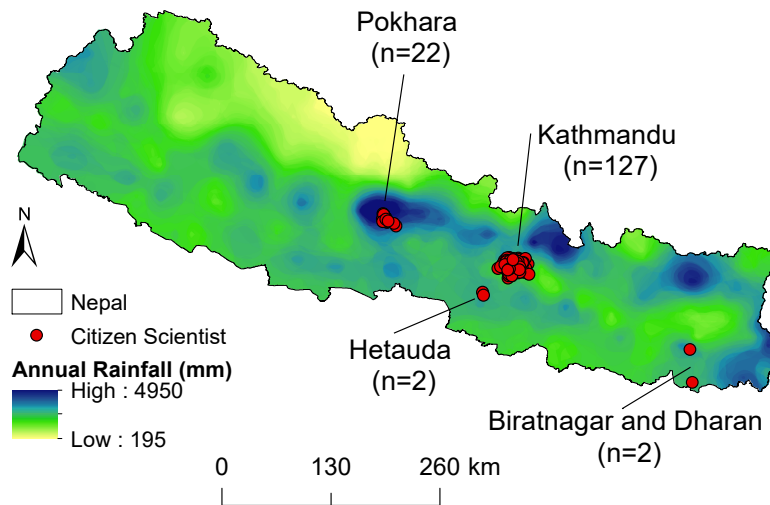 Pokhara
(n=22)
Kathmandu
(n=127)
N
Nepal
Citizen Scientist
Annual Rainfall (mm)
High : 4950
Low : 195
Hetauda
(n=2)
Biratnagar and Dharan
(n=2)
0 130 260 km